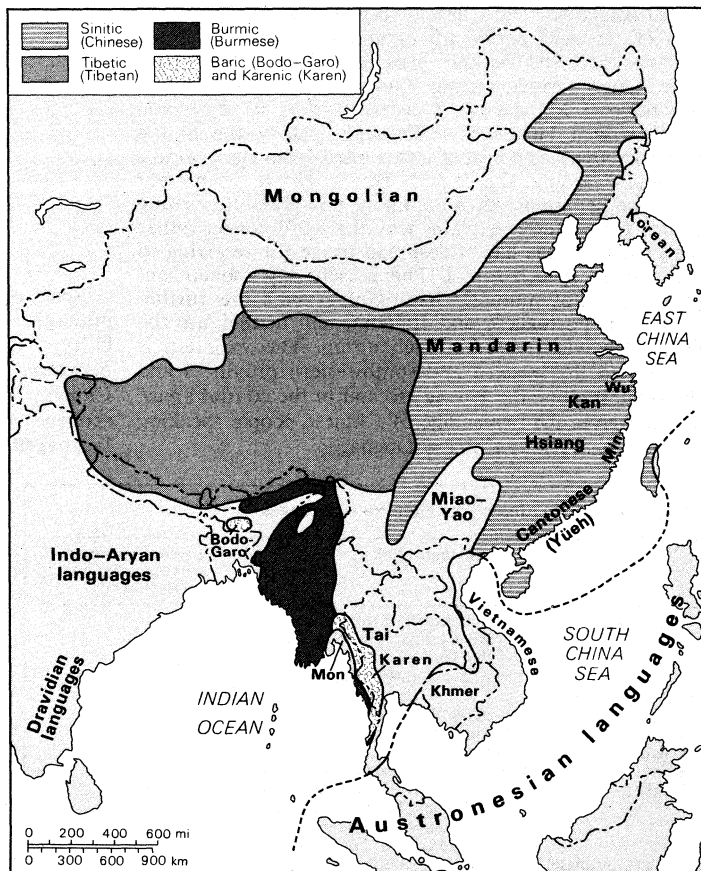 Sinitic
(Chinese)
Burmic
(Burmese)
Tibetic
(Tibetan)
Baric (Bodo-Garo)
and Karenic (Karen)
Mongolian
Korean
EAST
CHINA
SEA
Mandarin
Wu
Kan
Hsiang
Min
Miao-
Yao
Cantonese
(Yüeh)
Bodo-
Garo
Indo-Aryan
languages
Vietnamese
SOUTH
CHINA
SEA
Tai
Karen
Mon
Khmer
Dravidian
languages
INDIAN
OCEAN
Austronesian languages
0 200 400 600 mi
0 300 600 900 km